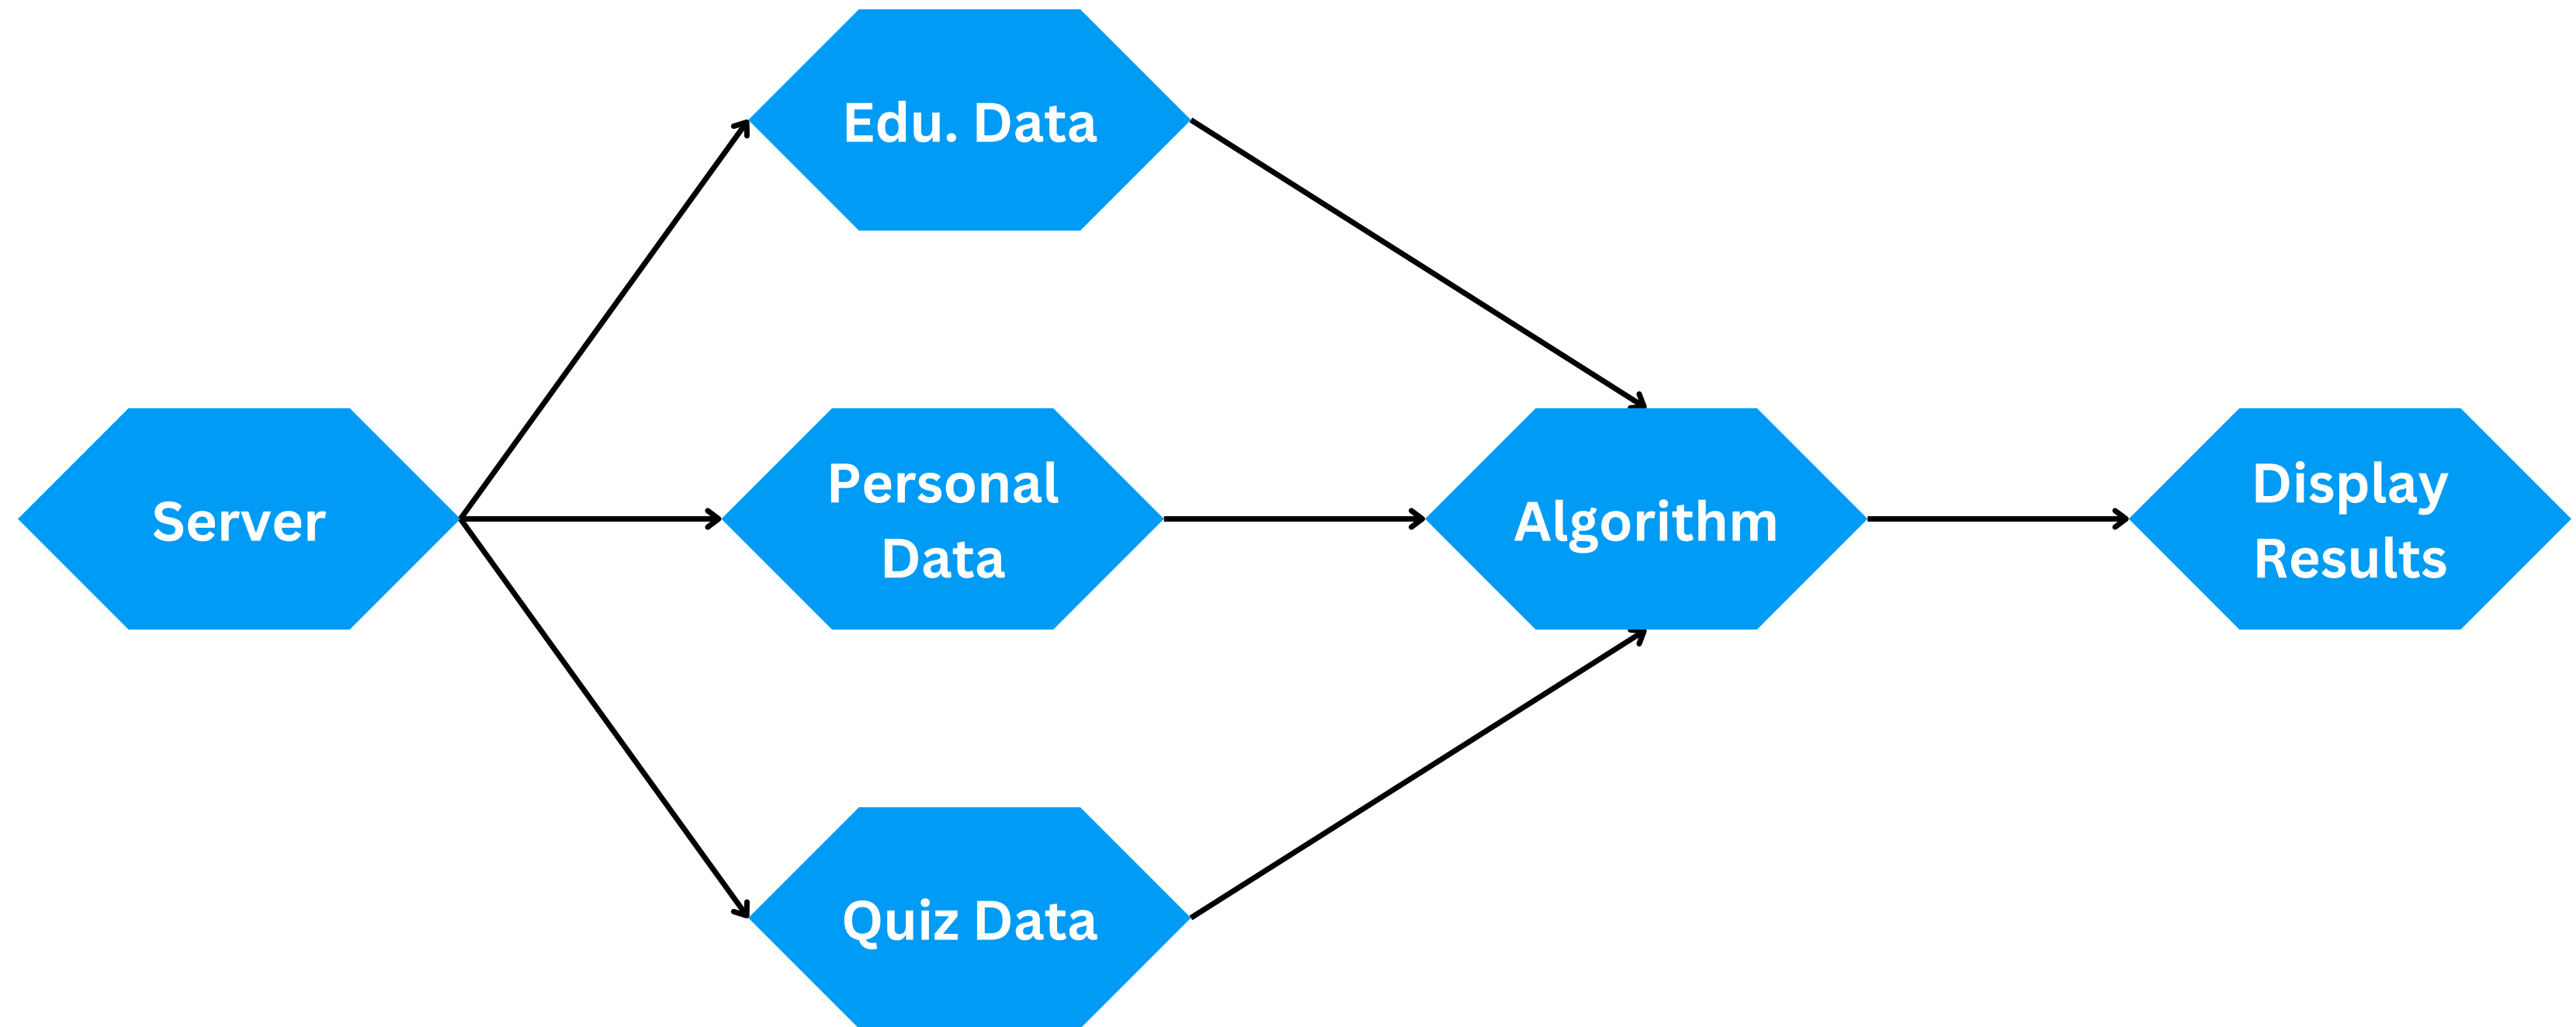 Edu. Data
Server
Personal
Data
Algorithm
Display
Results
Quiz Data